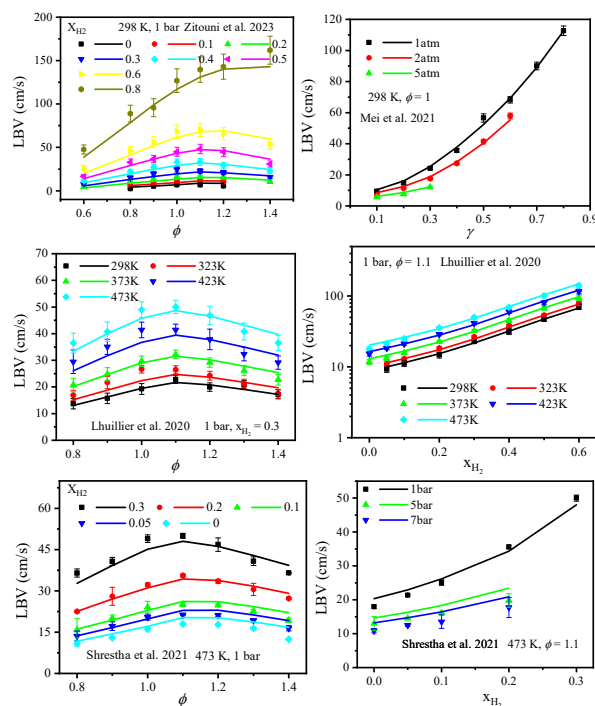 X_H2 298 K, 1 bar Zitouni et al. 2023
0 0.1 0.2
0.3 0.4 0.5
0.6
0.8
LBV (cm/s)
200
150
100
50
0
0.6 0.8 1.0 1.2 1.4
ϕ
1atm
2atm
5atm
298 K, ϕ = 1
Mei et al. 2021
LBV (cm/s)
120
90
60
30
0
0.1 0.2 0.3 0.4 0.5 0.6 0.7 0.8 0.9
γ
298K 323K
373K 423K
473K
LBV (cm/s)
70
60
50
40
30
20
10
0
Lhuillier et al. 2020 1 bar, x_H₂ = 0.3
0.8 0.9 1.0 1.1 1.2 1.3 1.4
ϕ
1 bar, ϕ = 1.1 Lhuillier et al. 2020
LBV (cm/s)
100
10
1
298K 323K
373K 423K
473K
0.0 0.1 0.2 0.3 0.4 0.5 0.6
x_H₂
X_H2
0.3 0.2 0.1
0.05 0
LBV (cm/s)
60
45
30
15
0
Shrestha et al. 2021 473 K, 1 bar
0.8 0.9 1.0 1.1 1.2 1.3 1.4
ϕ
1bar
5bar
7bar
LBV (cm/s)
50
40
30
20
10
0
Shrestha et al. 2021 473 K, ϕ = 1.1
0.0 0.1 0.2 0.3
x_H₂